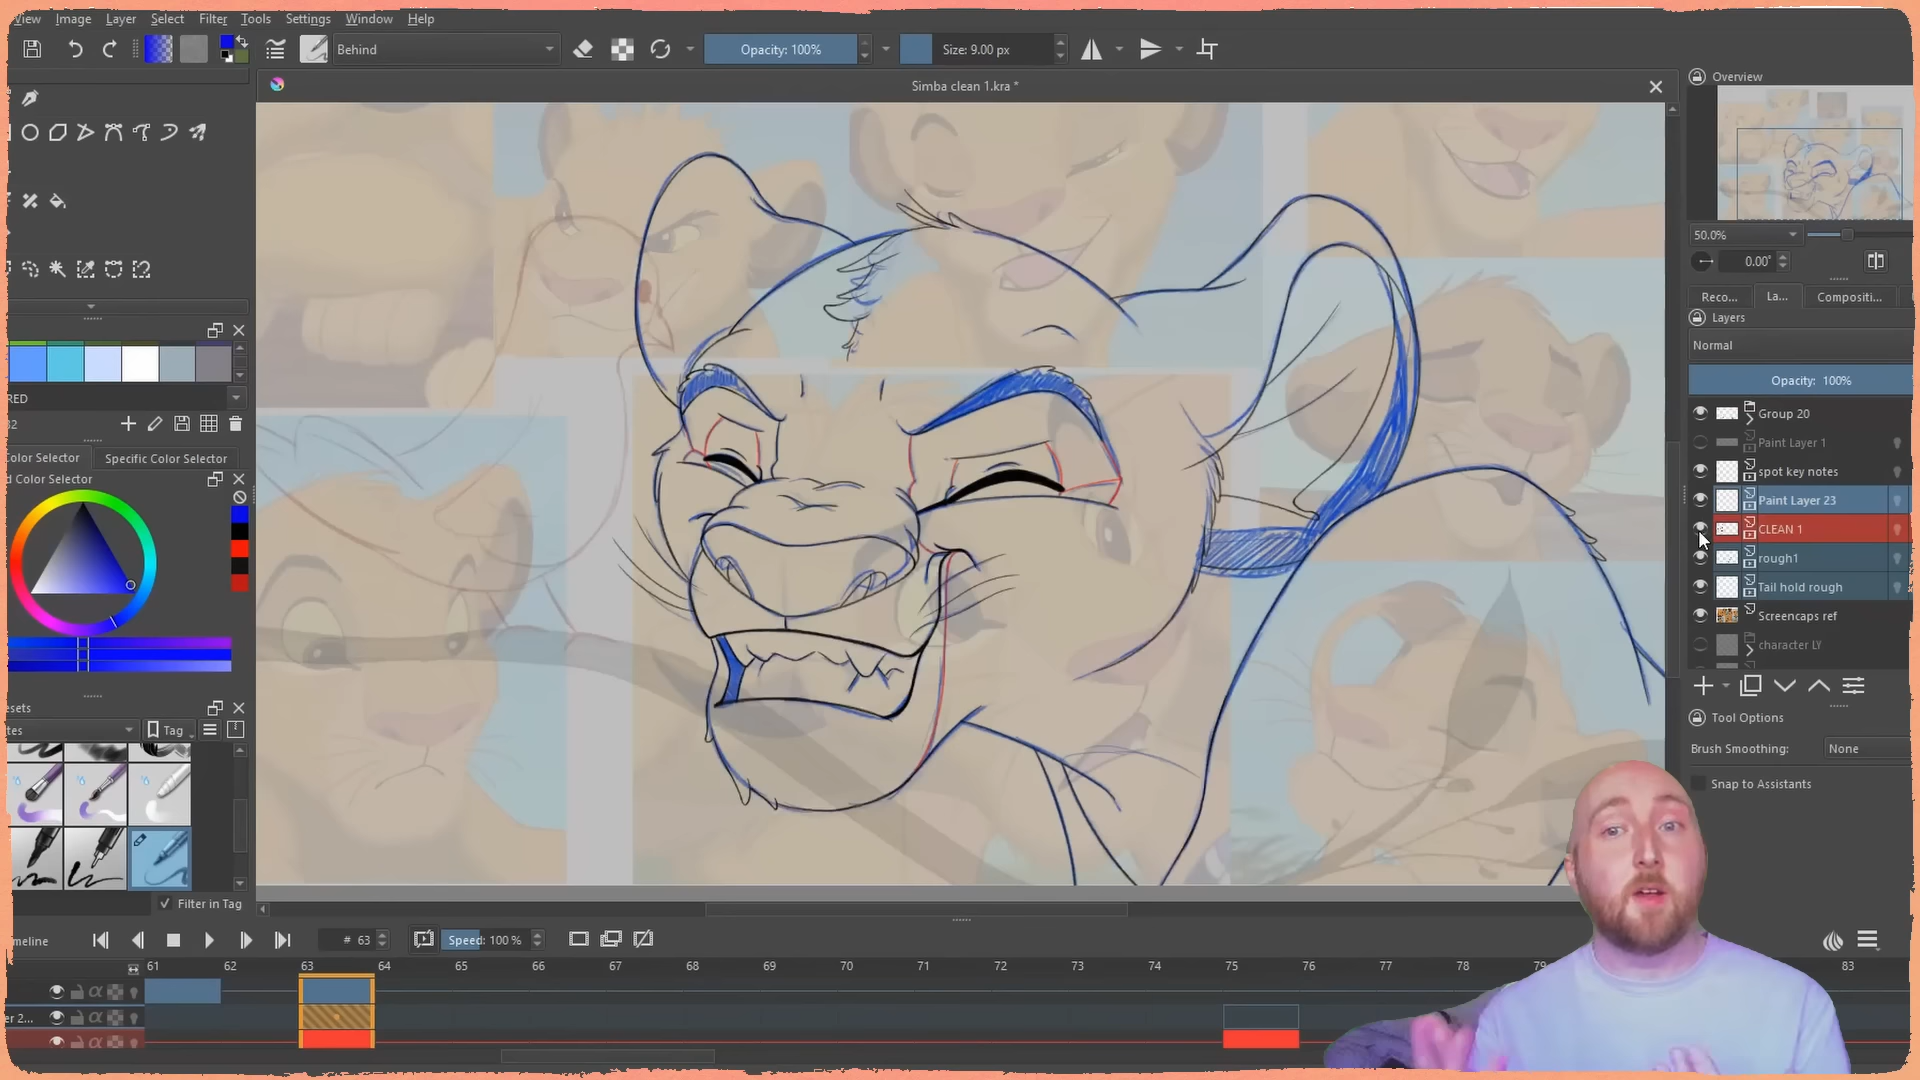 View Image Layer Select Filter Tools Settings Window Help
Behind
Opacity: 100%
Size: 9.00 px
Simba clean 1.kra *
Overview
50.0%
0.00°
Reco... La... Compositi...
Layers
Normal
Opacity: 100%
Group 20
Paint Layer 1
spot key notes
Paint Layer 23
CLEAN 1
rough1
Tail hold rough
Screencaps ref
character LY
Tool Options
Brush Smoothing: None
Snap to Assistants
RED
Color Selector Specific Color Selector
d Color Selector
esets
tes
Tag
Filter in Tag
meline
# 63
Speed: 100 %
61 62 63 64 65 66 67 68 69 70 71 72 73 74 75 76 77 78 79 83
er 2...